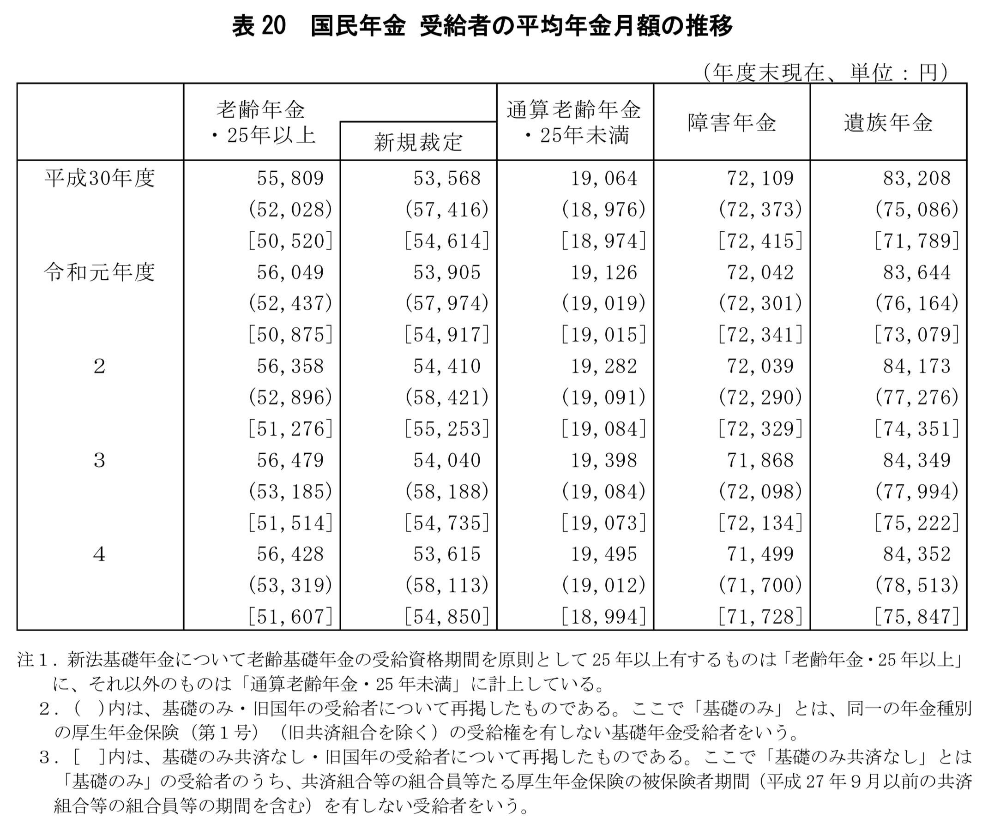 表20　国民年金 受給者の平均年金月額の推移
（年度末現在、単位：円）
老齢年金
・25年以上
新規裁定
通算老齢年金
・25年未満
障害年金
遺族年金
平成30年度 55,809 53,568 19,064 72,109 83,208
(52,028) (57,416) (18,976) (72,373) (75,086)
[50,520] [54,614] [18,974] [72,415] [71,789]
令和元年度 56,049 53,905 19,126 72,042 83,644
(52,437) (57,974) (19,019) (72,301) (76,164)
[50,875] [54,917] [19,015] [72,341] [73,079]
２ 56,358 54,410 19,282 72,039 84,173
(52,896) (58,421) (19,091) (72,290) (77,276)
[51,276] [55,253] [19,084] [72,329] [74,351]
３ 56,479 54,040 19,398 71,868 84,349
(53,185) (58,188) (19,084) (72,098) (77,994)
[51,514] [54,735] [19,073] [72,134] [75,222]
４ 56,428 53,615 19,495 71,499 84,352
(53,319) (58,113) (19,012) (71,700) (78,513)
[51,607] [54,850] [18,994] [71,728] [75,847]
注１．新法基礎年金について老齢基礎年金の受給資格期間を原則として25年以上有するものは「老齢年金・25年以上」
に、それ以外のものは「通算老齢年金・25年未満」に計上している。
２．(　)内は、基礎のみ・旧国年の受給者について再掲したものである。ここで「基礎のみ」とは、同一の年金種別
の厚生年金保険（第１号）（旧共済組合を除く）の受給権を有しない基礎年金受給者をいう。
３．[　]内は、基礎のみ共済なし・旧国年の受給者について再掲したものである。ここで「基礎のみ共済なし」とは
「基礎のみ」の受給者のうち、共済組合等の組合員等たる厚生年金保険の被保険者期間（平成27年９月以前の共済
組合等の組合員等の期間を含む）を有しない受給者をいう。